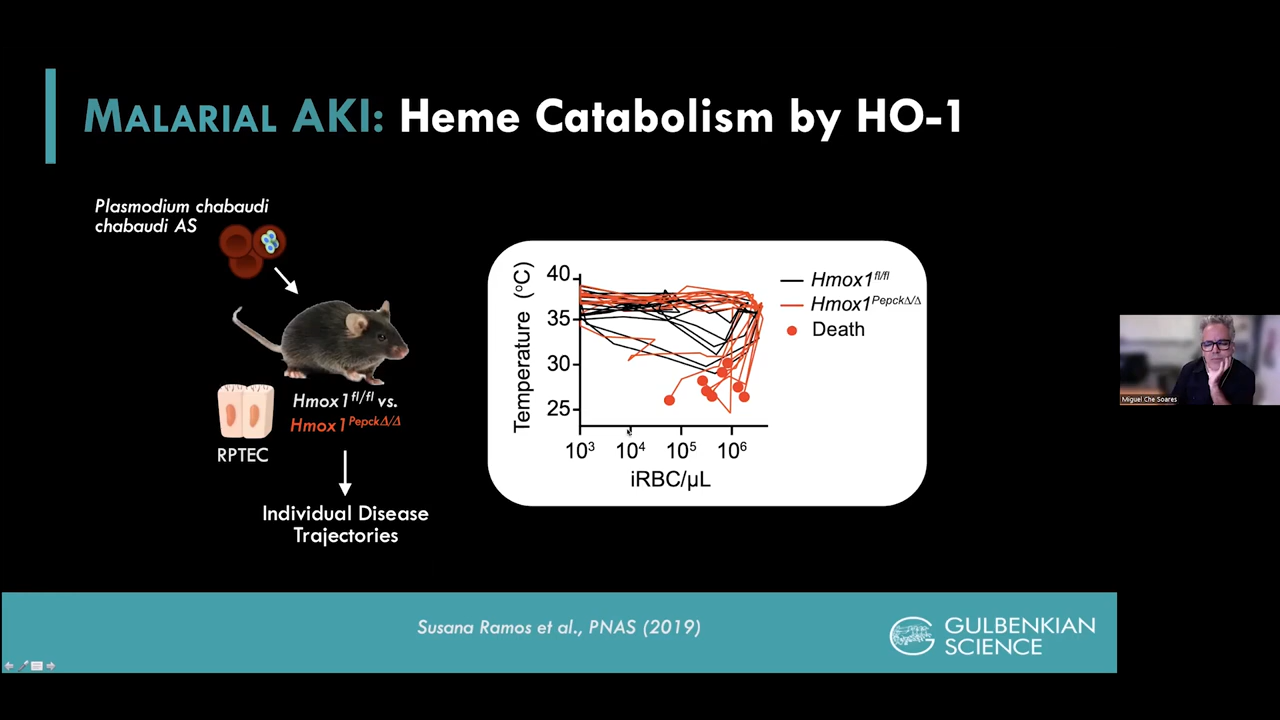 MALARIAL AKI: Heme Catabolism by HO-1
Plasmodium chabaudi
chabaudi AS
Hmox1fl/fl vs.
Hmox1PepckΔ/Δ
RPTEC
Individual Disease
Trajectories
Temperature (oC)
40
35
30
25
103 104 105 106
iRBC/µL
Hmox1fl/fl
Hmox1PepckΔ/Δ
Death
Miguel Che Soares
Susana Ramos et al., PNAS (2019)
GULBENKIAN
SCIENCE